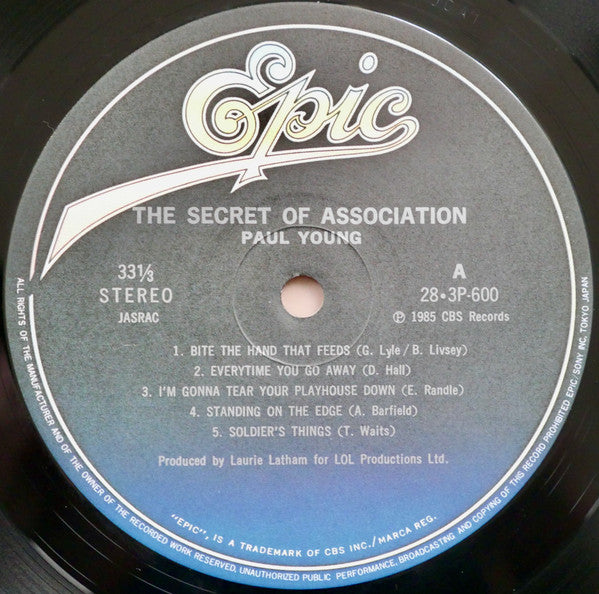 Epic
THE SECRET OF ASSOCIATION
PAUL YOUNG
33⅓
STEREO
JASRAC
A
28•3P-600
℗ 1985 CBS Records
1. BITE THE HAND THAT FEEDS (G. Lyle/B. Livsey)
2. EVERYTIME YOU GO AWAY (D. Hall)
3. I'M GONNA TEAR YOUR PLAYHOUSE DOWN (E. Randle)
4. STANDING ON THE EDGE (A. Barfield)
5. SOLDIER'S THINGS (T. Waits)
Produced by Laurie Latham for LOL Productions Ltd.
"EPIC", IS A TRADEMARK OF CBS INC./MARCA REG.
ALL RIGHTS OF THE MANUFACTURER AND OF THE OWNER OF THE RECORDED WORK RESERVED. UNAUTHORIZED PUBLIC PERFORMANCE, BROADCASTING AND COPYING OF THIS RECORD PROHIBITED EPIC/SONY INC. TOKYO JAPAN